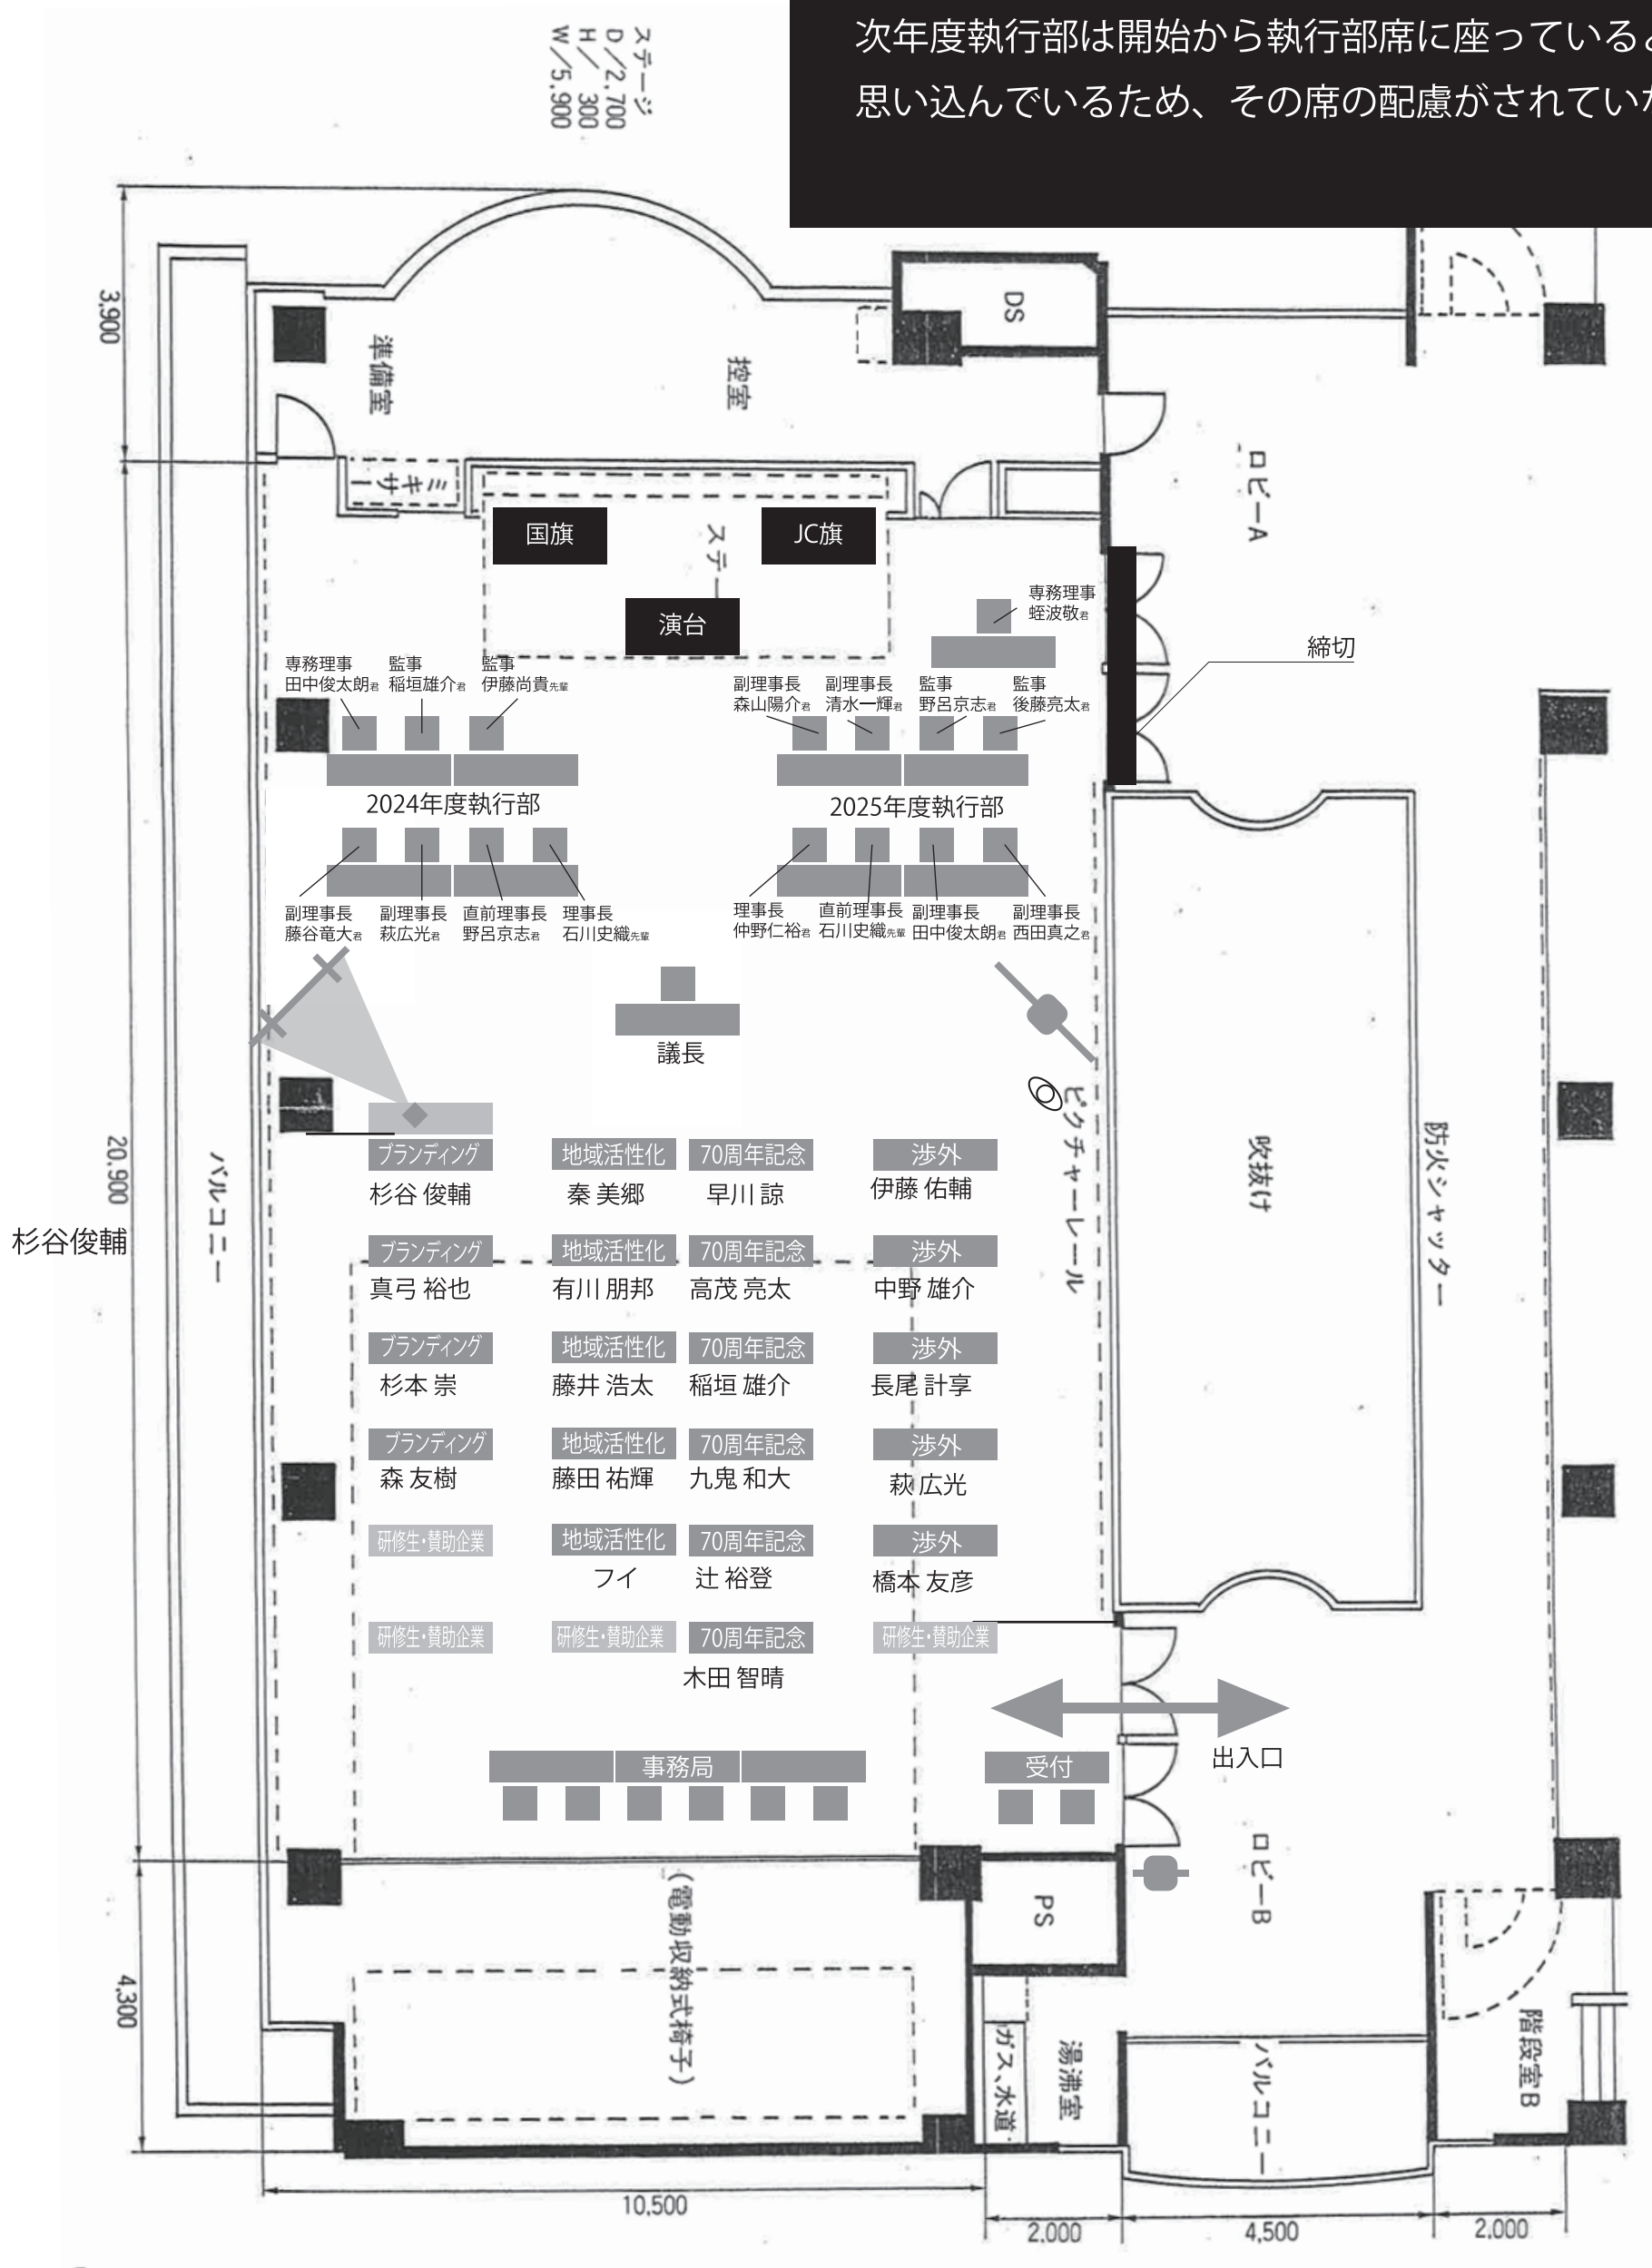 次年度執行部は開始から執行部席に座っていると
思い込んでいるため、その席の配慮がされていな
ステージ
D/2,700
H/ 300
W/5,900
3,900
準備室
控室
DS
ロビーA
ミキサー
国旗
JC旗
ステー
演台
専務理事
蛭波敬君
締切
専務理事
田中俊太朗君
監事
稲垣雄介君
監事
伊藤尚貴先輩
副理事長
森山陽介君
副理事長
清水一輝君
監事
野呂京志君
監事
後藤亮太君
2024年度執行部
2025年度執行部
副理事長
藤谷竜大君
副理事長
萩広光君
直前理事長
野呂京志君
理事長
石川史織先輩
理事長
仲野仁裕君
直前理事長
石川史織先輩
副理事長
田中俊太朗君
副理事長
西田真之君
議長
20,900
バルコニー
杉谷俊輔
ピクチャーレール
吹抜け
防火シャッター
ブランディング 地域活性化 70周年記念 渉外
杉谷 俊輔 秦 美郷 早川 諒 伊藤 佑輔
ブランディング 地域活性化 70周年記念 渉外
真弓 裕也 有川 朋邦 高茂 亮太 中野 雄介
ブランディング 地域活性化 70周年記念 渉外
杉本 崇 藤井 浩太 稲垣 雄介 長尾 計享
ブランディング 地域活性化 70周年記念 渉外
森 友樹 藤田 祐輝 九鬼 和大 萩 広光
研修生・賛助企業 地域活性化 70周年記念 渉外
フイ 辻 裕登 橋本 友彦
研修生・賛助企業 研修生・賛助企業 70周年記念 研修生・賛助企業
木田 智晴
事務局
受付
出入口
ロビーB
(電動収納式椅子)
PS
4,300
ガス、水道
湯沸室
バルコニー
階段室B
10,500
2,000
4,500
2,000